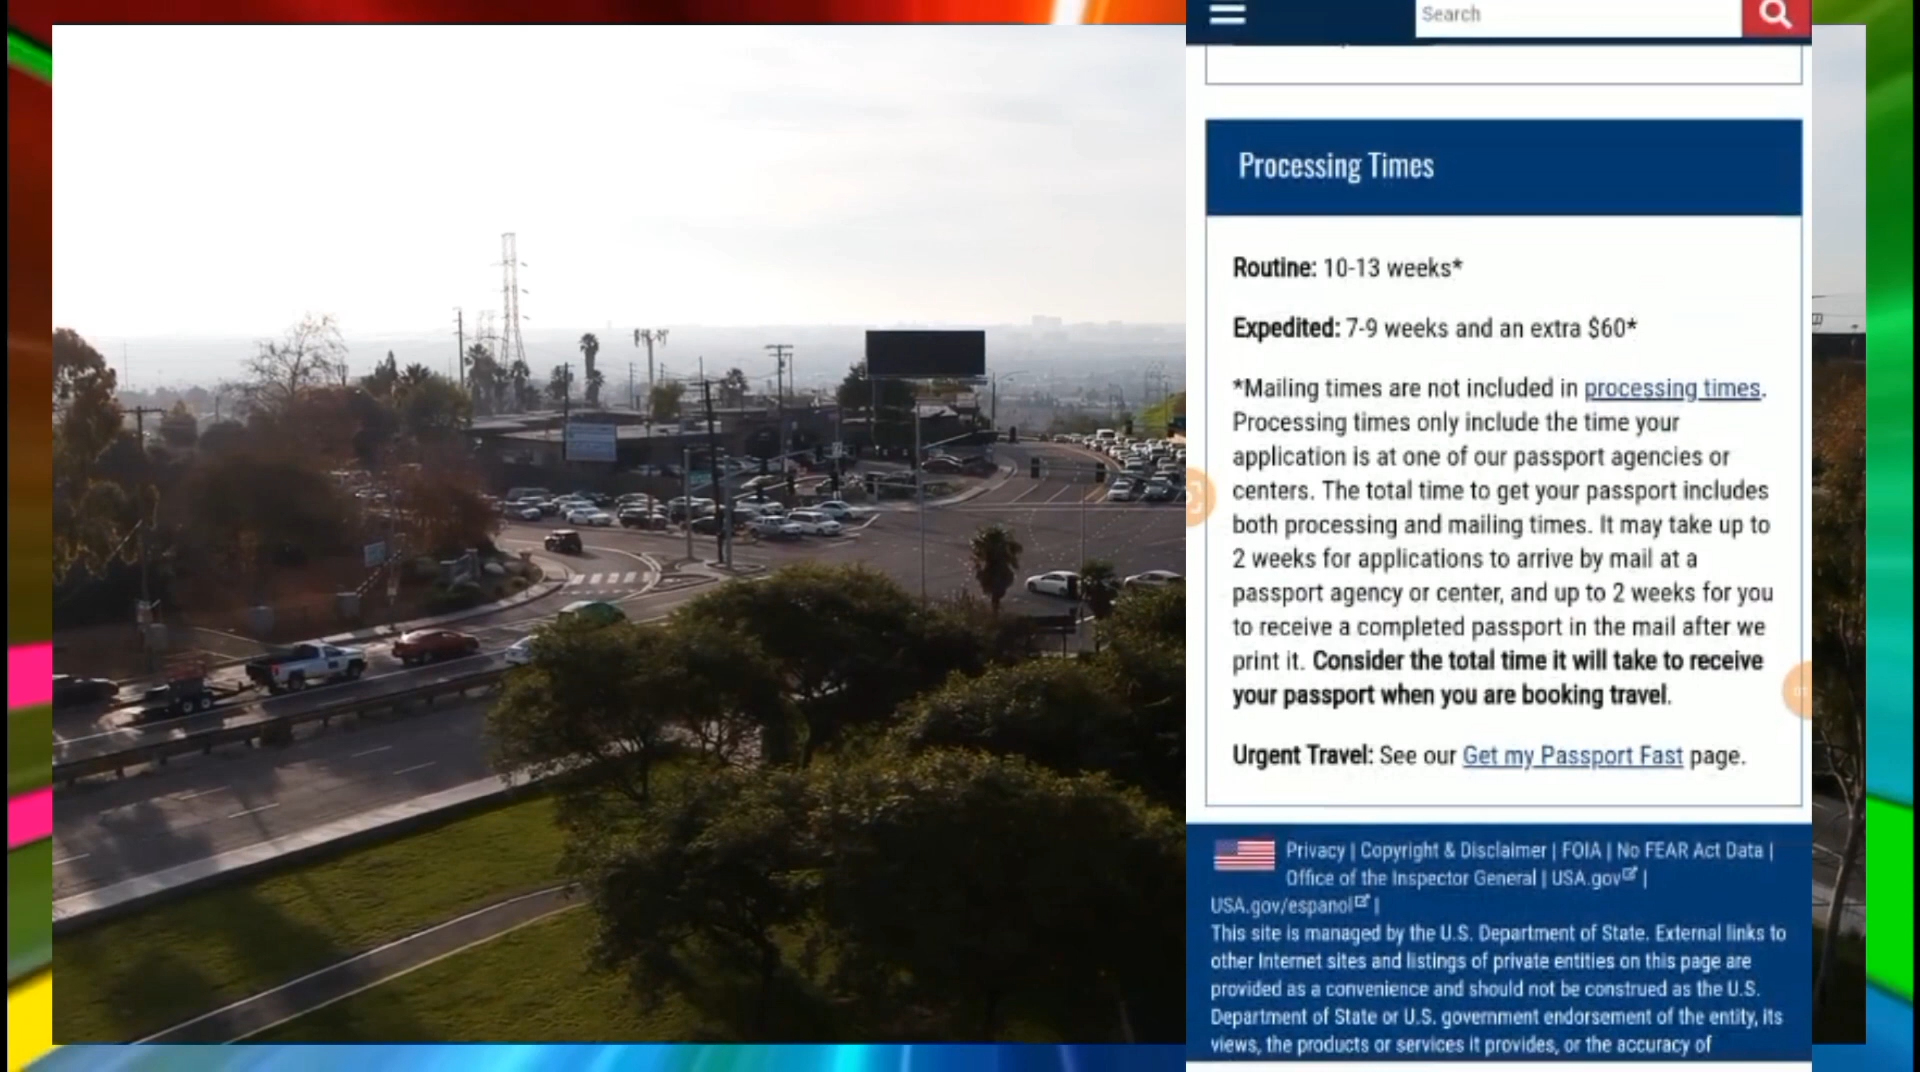 Search
Processing Times
Routine: 10-13 weeks*
Expedited: 7-9 weeks and an extra $60*
*Mailing times are not included in processing times.
Processing times only include the time your
application is at one of our passport agencies or
centers. The total time to get your passport includes
both processing and mailing times. It may take up to
2 weeks for applications to arrive by mail at a
passport agency or center, and up to 2 weeks for you
to receive a completed passport in the mail after we
print it. Consider the total time it will take to receive
your passport when you are booking travel.
Urgent Travel: See our Get my Passport Fast page.
Privacy | Copyright & Disclaimer | FOIA | No FEAR Act Data |
Office of the Inspector General | USA.gov |
USA.gov/espanol |
This site is managed by the U.S. Department of State. External links to
other Internet sites and listings of private entities on this page are
provided as a convenience and should not be construed as the U.S.
Department of State or U.S. government endorsement of the entity, its
views, the products or services it provides, or the accuracy of